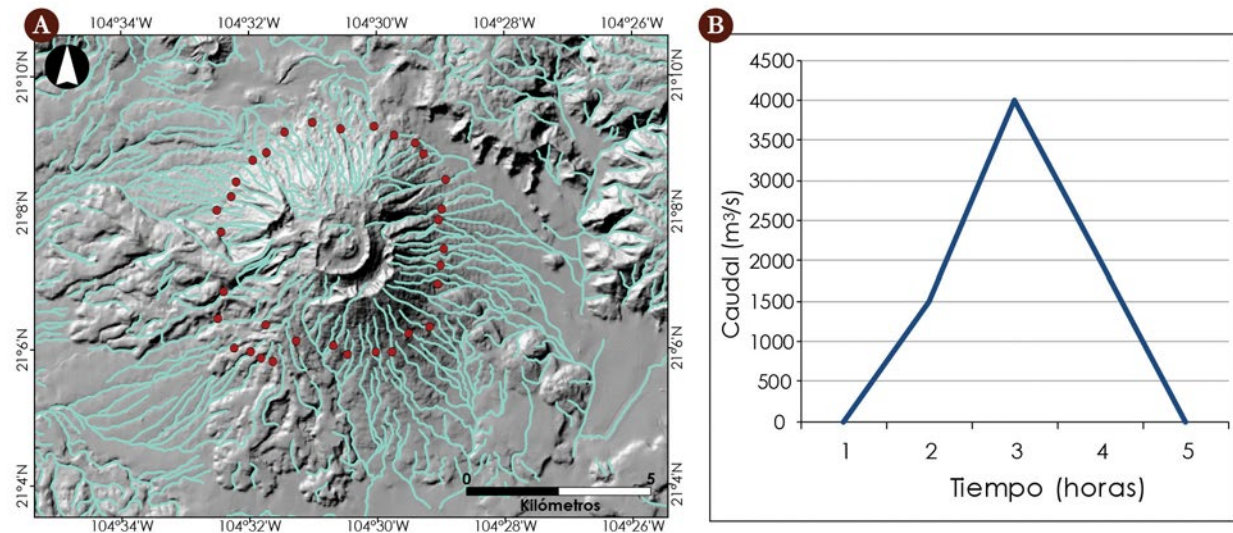 A
104°34'W 104°32'W 104°30'W 104°28'W 104°26'W
21°10'N 21°10'N
21°8'N 21°8'N
21°6'N 21°6'N
21°4'N 21°4'N
0 5
Kilómetros
104°34'W 104°32'W 104°30'W 104°28'W 104°26'W
B
4500
4000
3500
3000
2500
2000
1500
1000
500
0
Caudal (m³/s)
1 2 3 4 5
Tiempo (horas)